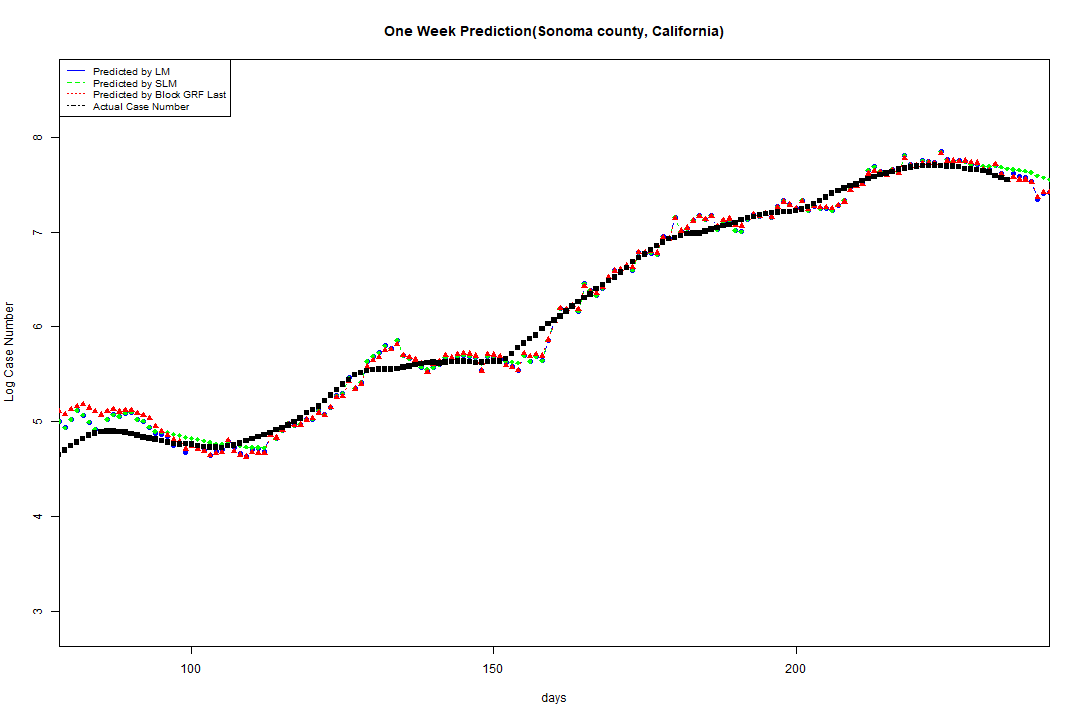 One Week Prediction(Sonoma county, California)
Predicted by LM
Predicted by SLM
Predicted by Block GRF Last
Actual Case Number
8
7
6
5
4
3
Log Case Number
100 150 200
days